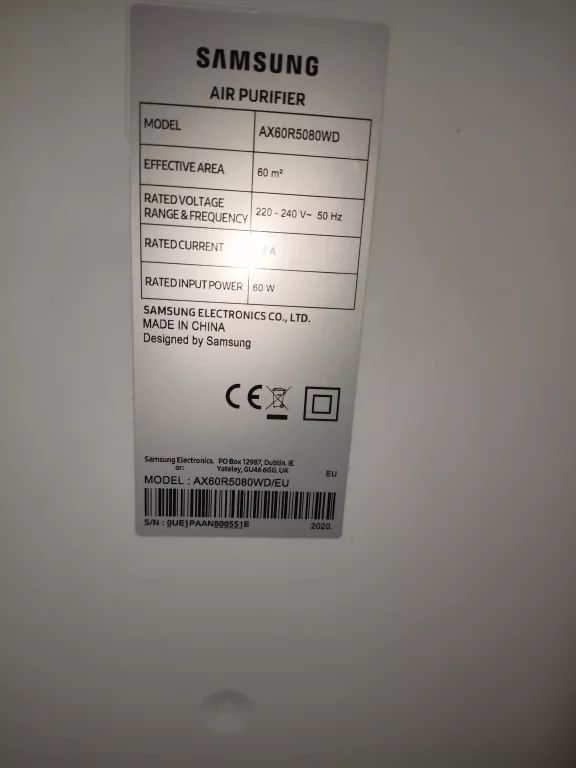 SAMSUNG
AIR PURIFIER
MODEL AX60R5080WD
EFFECTIVE AREA 60 m²
RATED VOLTAGE
RANGE & FREQUENCY 220 - 240 V~ 50 Hz
RATED CURRENT A
RATED INPUT POWER 60 W
SAMSUNG ELECTRONICS CO., LTD.
MADE IN CHINA
Designed by Samsung
CE
Samsung Electronics. PO Box 12987, Dublin. IE
or: Yateley, GU46 6GG, UK
EU
MODEL : AX60R5080WD/EU
S/N : 0UE1PAAN800551E 2020.